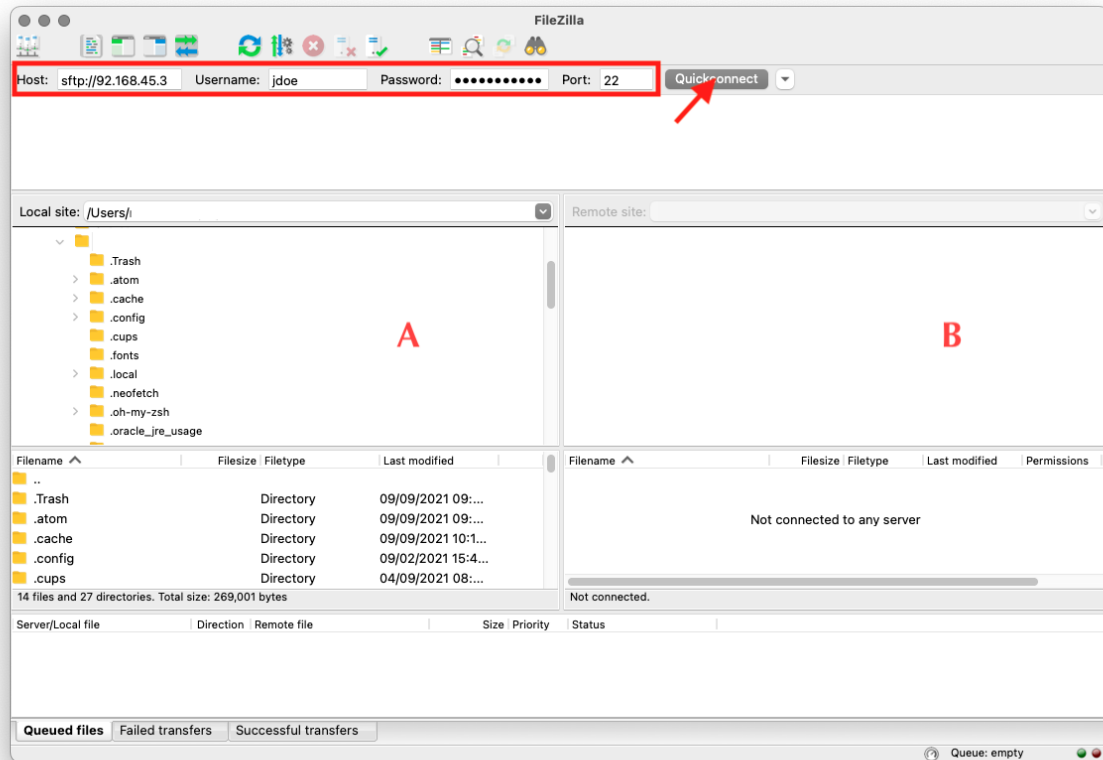 FileZilla
Host: sftp://92.168.45.3 Username: jdoe Password: ●●●●●●●●●●● Port: 22 Quickconnect
Local site: /Users/ Remote site:
.Trash
.atom
.cache
.config
A B
.cups
.fonts
.local
.neofetch
.oh-my-zsh
.oracle_jre_usage
Filename Filesize Filetype Last modified Filename Filesize Filetype Last modified Permissions
..
.Trash Directory 09/09/2021 09:...
.atom Directory 09/09/2021 09:... Not connected to any server
.cache Directory 09/09/2021 10:1...
.config Directory 09/02/2021 15:4...
.cups Directory 04/09/2021 08:...
14 files and 27 directories. Total size: 269,001 bytes Not connected.
Server/Local file Direction Remote file Size Priority Status
Queued files Failed transfers Successful transfers
Queue: empty